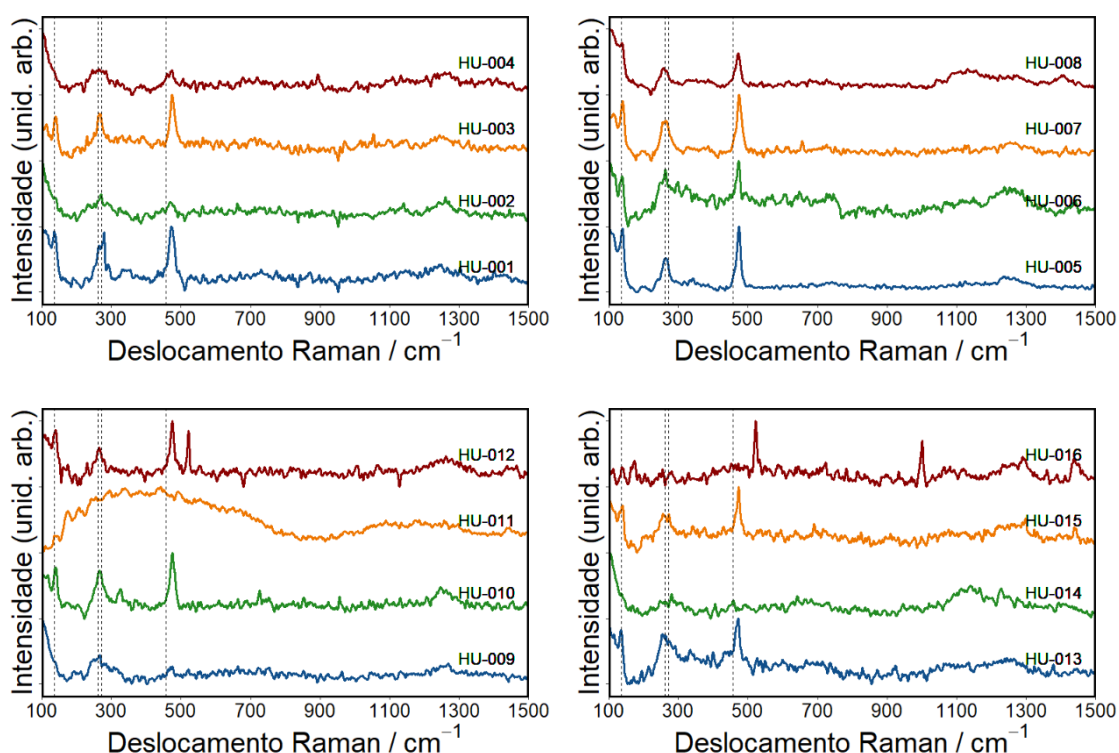 Intensidade (unid. arb.)
HU-004
HU-003
HU-002
HU-001
100 300 500 700 900 1100 1300 1500
Deslocamento Raman / cm⁻¹
Intensidade (unid. arb.)
HU-008
HU-007
HU-006
HU-005
100 300 500 700 900 1100 1300 1500
Deslocamento Raman / cm⁻¹
Intensidade (unid. arb.)
HU-012
HU-011
HU-010
HU-009
100 300 500 700 900 1100 1300 1500
Deslocamento Raman / cm⁻¹
Intensidade (unid. arb.)
HU-016
HU-015
HU-014
HU-013
100 300 500 700 900 1100 1300 1500
Deslocamento Raman / cm⁻¹